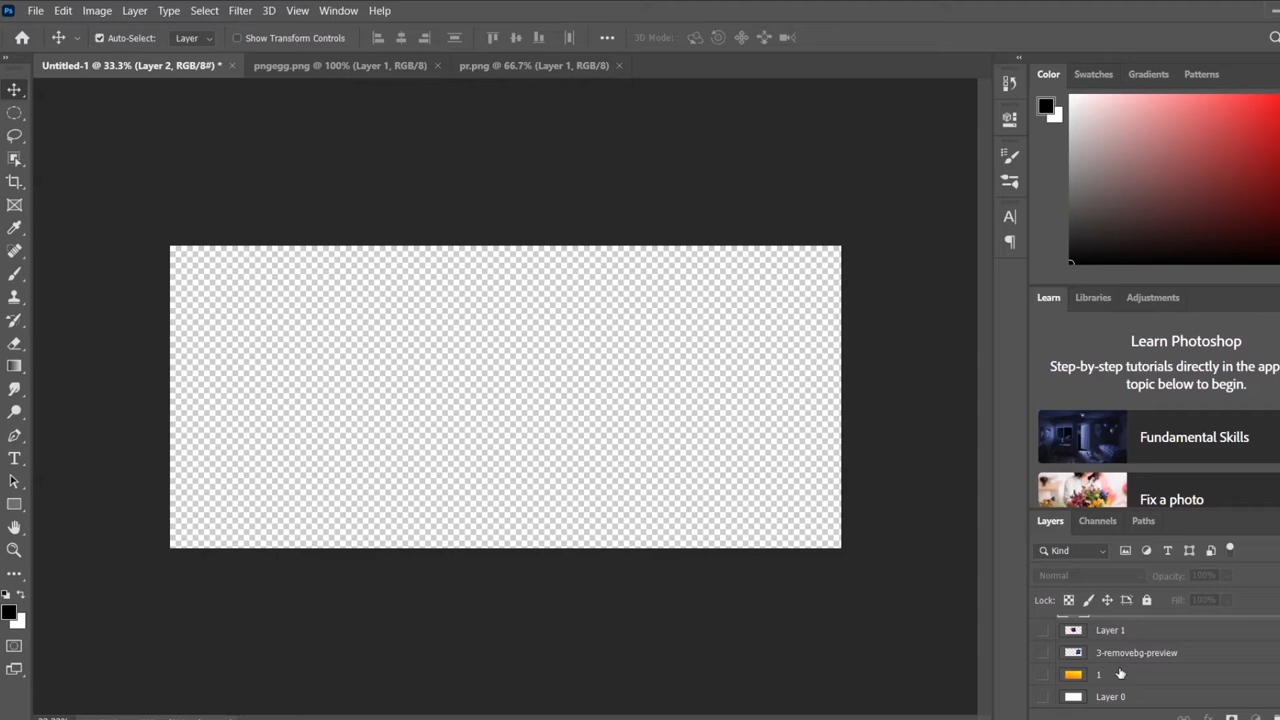 Ps File Edit Image Layer Type Select Filter 3D View Window Help
Auto-Select: Layer Show Transform Controls 3D Mode:
Untitled-1 @ 33.3% (Layer 2, RGB/8#) * × pngegg.png @ 100% (Layer 1, RGB/8) × pr.png @ 66.7% (Layer 1, RGB/8) ×
Color Swatches Gradients Patterns
Learn Libraries Adjustments
Learn Photoshop
Step-by-step tutorials directly in the app
topic below to begin.
Fundamental Skills
Fix a photo
Layers Channels Paths
Kind
Normal Opacity: 100%
Lock: Fill: 100%
Layer 1
3-removebg-preview
1
Layer 0